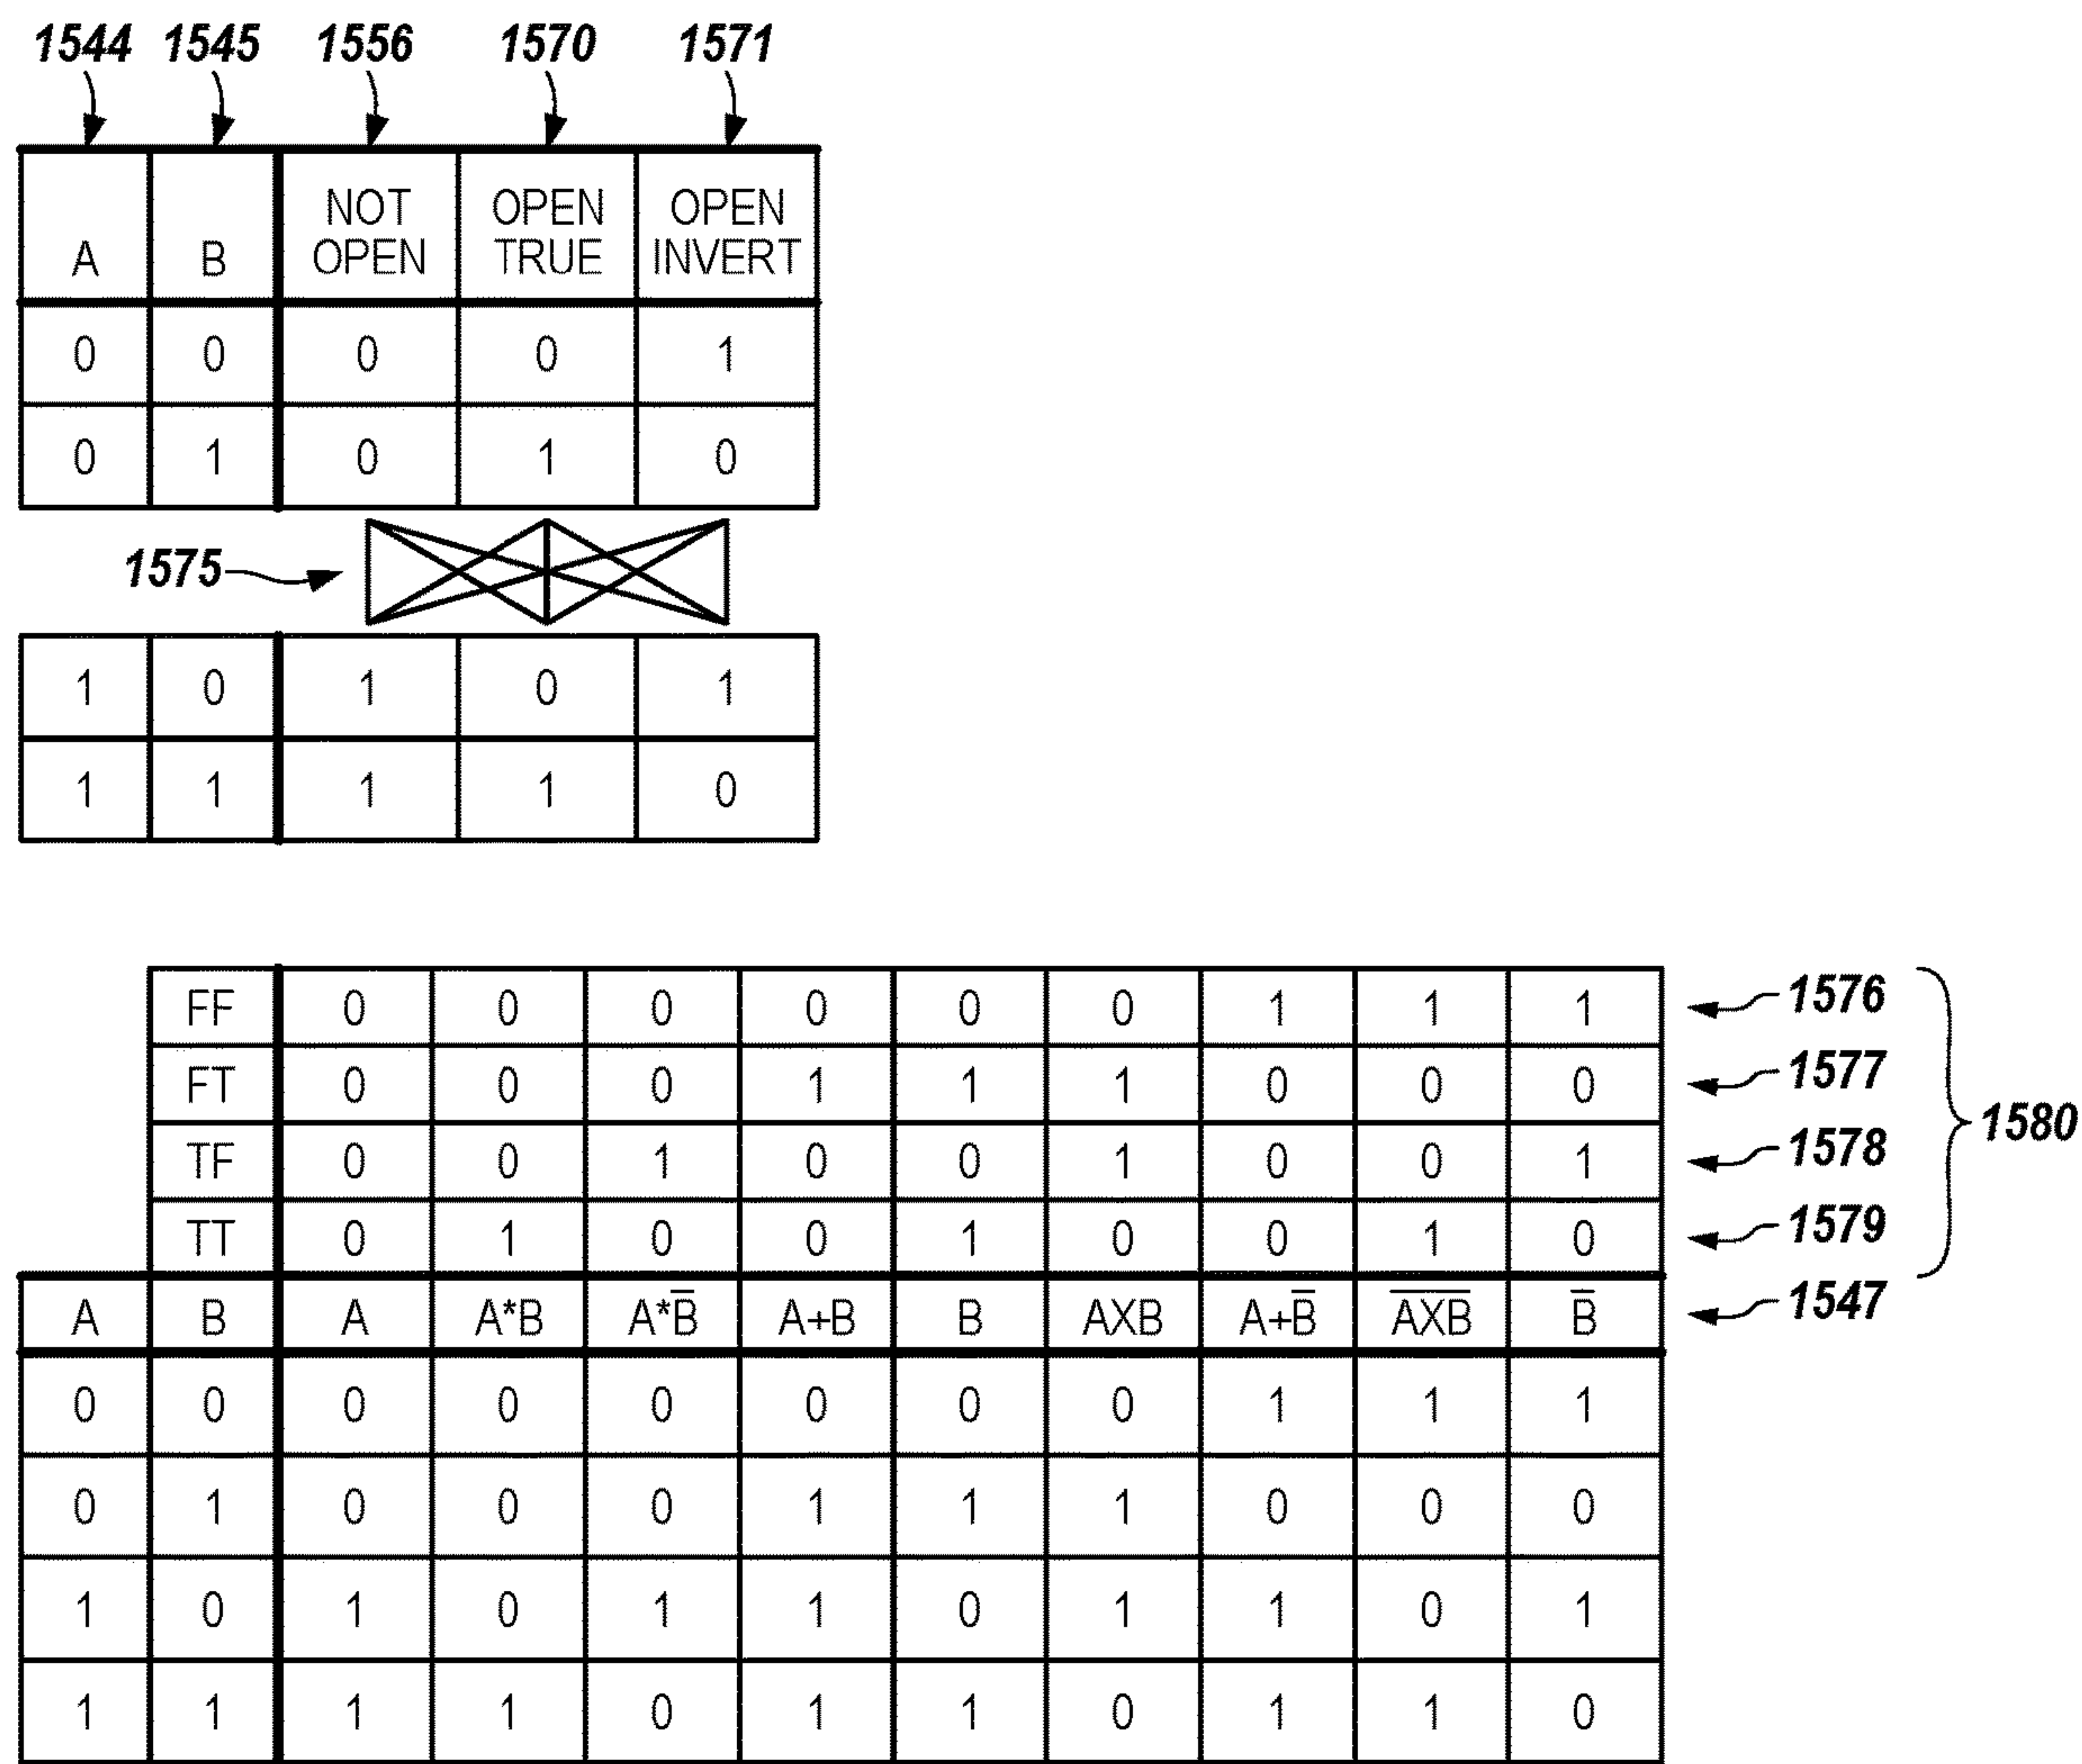 1544 1545 1556 1570 1571
A B NOT OPEN OPEN TRUE OPEN INVERT
0 0 0 0 1
0 1 0 1 0
1575
1 0 1 0 1
1 1 1 1 0
FF 0 0 0 0 0 0 1 1 1 1576
FT 0 0 0 1 1 1 0 0 0 1577
1580
TF 0 0 1 0 0 1 0 0 1 1578
TT 0 1 0 0 1 0 0 1 0 1579
A B A A*B A*B̅ A+B B AXB A+B̅ A̅X̅B̅ B̅ 1547
0 0 0 0 0 0 0 0 1 1 1
0 1 0 0 0 1 1 1 0 0 0
1 0 1 0 1 1 0 1 1 0 1
1 1 1 1 0 1 1 0 1 1 0